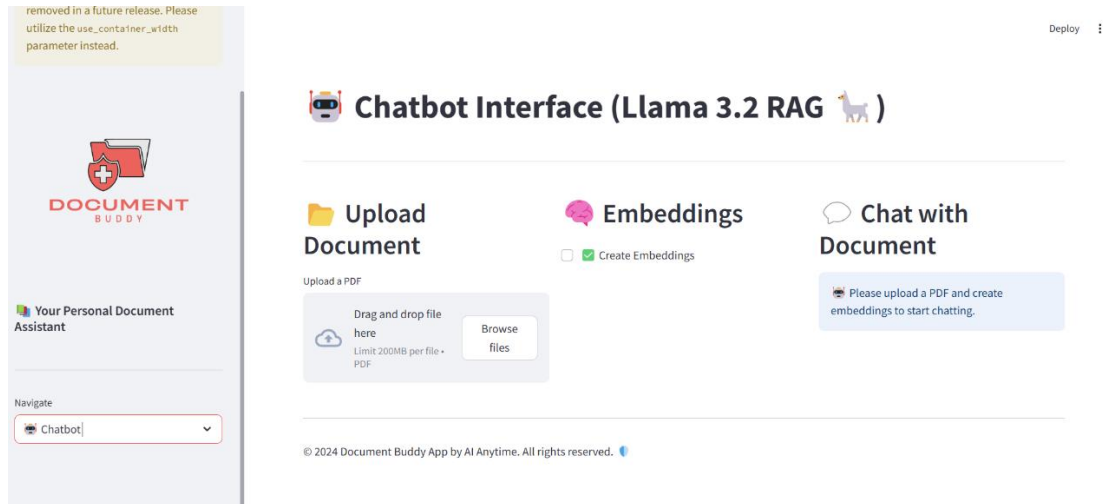 removed in a future release. Please
utilize the use_container_width
parameter instead.
DOCUMENT
BUDDY
📚 Your Personal Document
Assistant
Navigate
🤖 Chatbot
Deploy
🤖 Chatbot Interface (Llama 3.2 RAG 🦙)
📂 Upload
Document
Upload a PDF
Drag and drop file
here
Limit 200MB per file •
PDF
Browse
files
🧠 Embeddings
✅ Create Embeddings
💬 Chat with
Document
🤖 Please upload a PDF and create
embeddings to start chatting.
© 2024 Document Buddy App by AI Anytime. All rights reserved. 🛡️